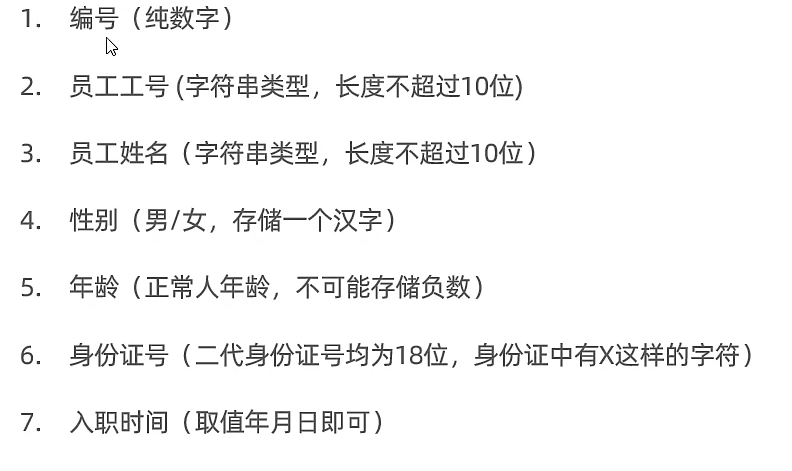 1. 编号（纯数字）
2. 员工工号 (字符串类型，长度不超过10位)
3. 员工姓名（字符串类型，长度不超过10位）
4. 性别（男/女，存储一个汉字）
5. 年龄（正常人年龄，不可能存储负数）
6. 身份证号（二代身份证号均为18位，身份证中有X这样的字符）
7. 入职时间（取值年月日即可）